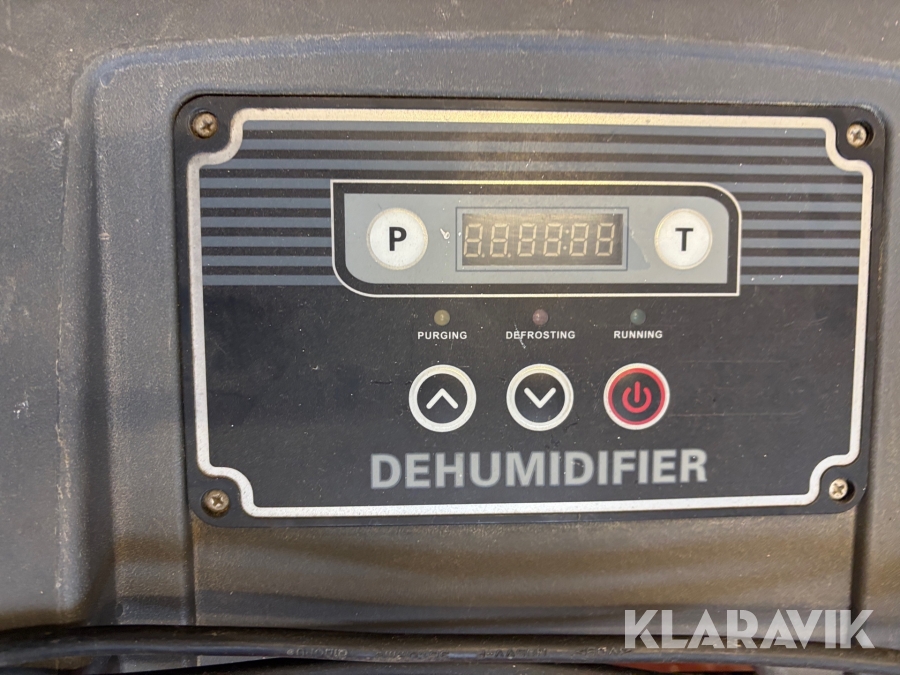 P T
PURGING DEFROSTING RUNNING
DEHUMIDIFIER
KLARAVIK